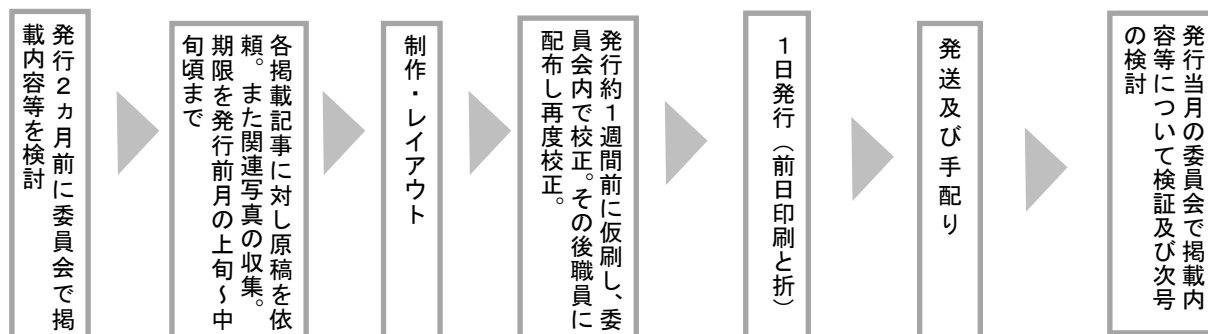 発行２ヵ月前に委員会で掲
載内容等を検討
各掲載記事に対し原稿を依
頼。また関連写真の収集。
期限を発行前月の上旬～中
旬頃まで
制作・レイアウト
発行約１週間前に仮刷し、委
員会内で校正。その後職員に
配布し再度校正。
１日発行（前日印刷と折）
発送及び手配り
発行当月の委員会で掲載内
容等について検証及び次号
の検討